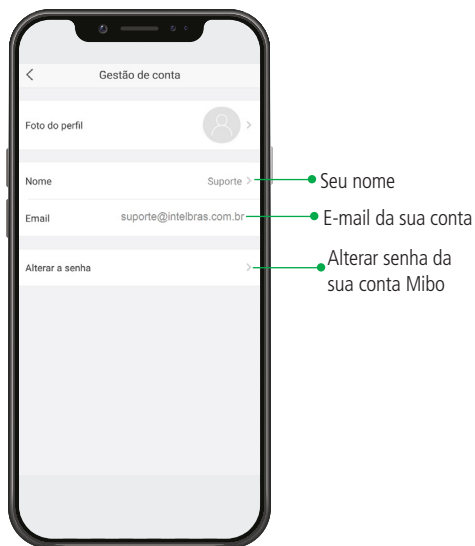 Gestão de conta
Foto do perfil
Nome Suporte
Seu nome
Email suporte@intelbras.com.br
E-mail da sua conta
Alterar a senha
Alterar senha da
sua conta Mibo